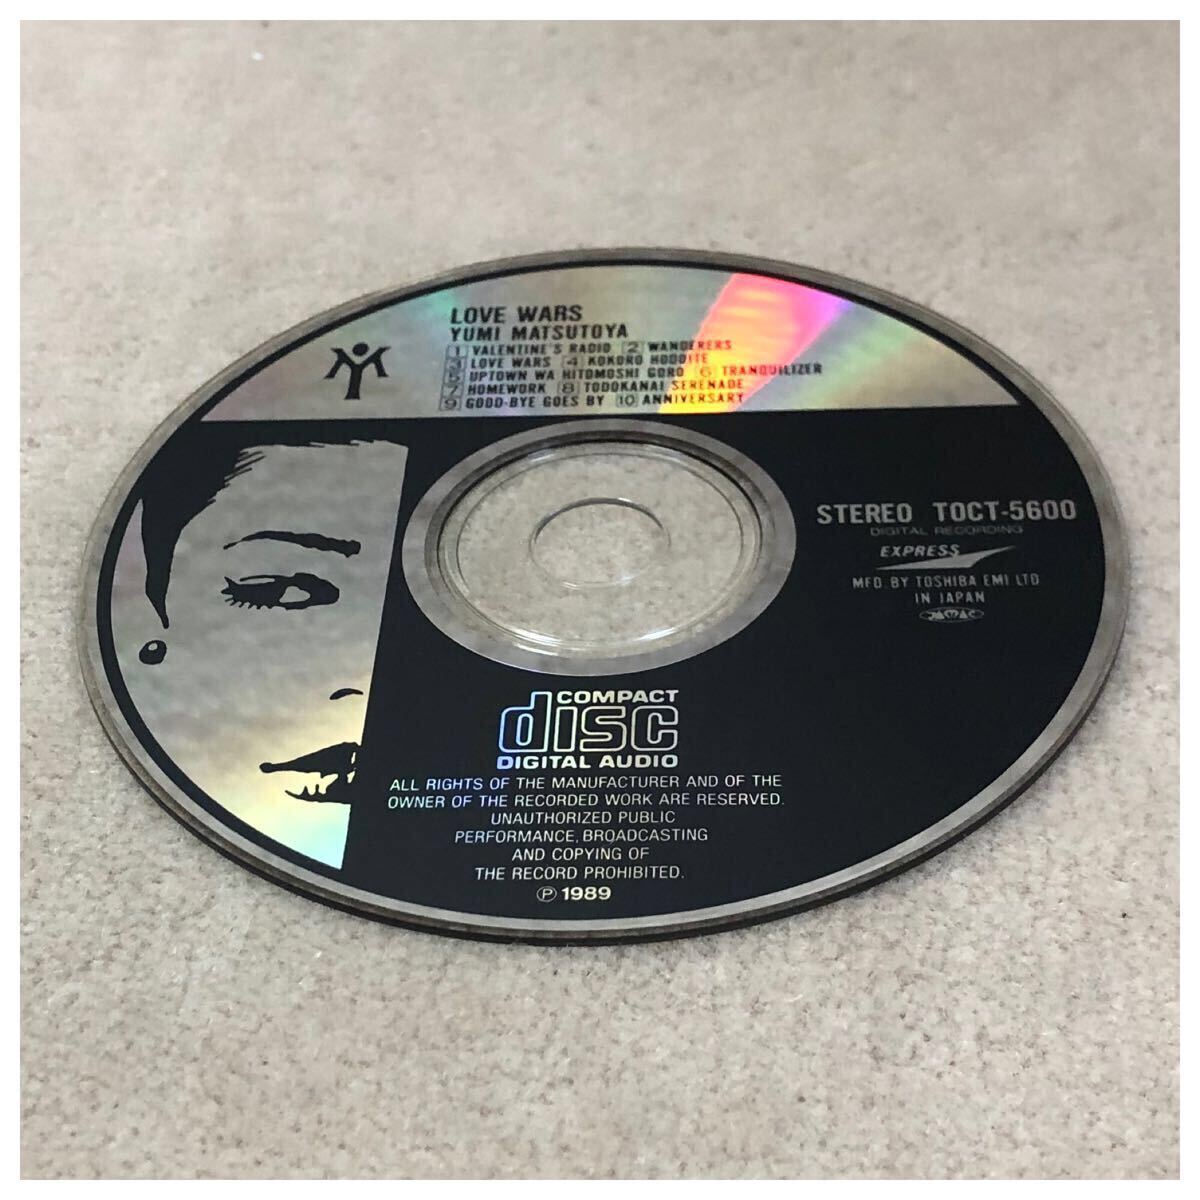 LOVE WARS
YUMI MATSUTOYA
1 VALENTINE'S RADIO 2 WANDERERS
3 LOVE WARS 4 KOKORO HODOITE
5 UPTOWN WA HITOMOSHI GORO 6 TRANQUILIZER
7 HOMEWORK 8 TODOKANAI SERENADE
9 GOOD-BYE GOES BY 10 ANNIVERSARY
STEREO TOCT-5600
DIGITAL RECORDING
EXPRESS
MFD. BY TOSHIBA EMI LTD
IN JAPAN
JASRAC
COMPACT
disc
DIGITAL AUDIO
ALL RIGHTS OF THE MANUFACTURER AND OF THE
OWNER OF THE RECORDED WORK ARE RESERVED.
UNAUTHORIZED PUBLIC
PERFORMANCE, BROADCASTING
AND COPYING OF
THE RECORD PROHIBITED.
℗ 1989